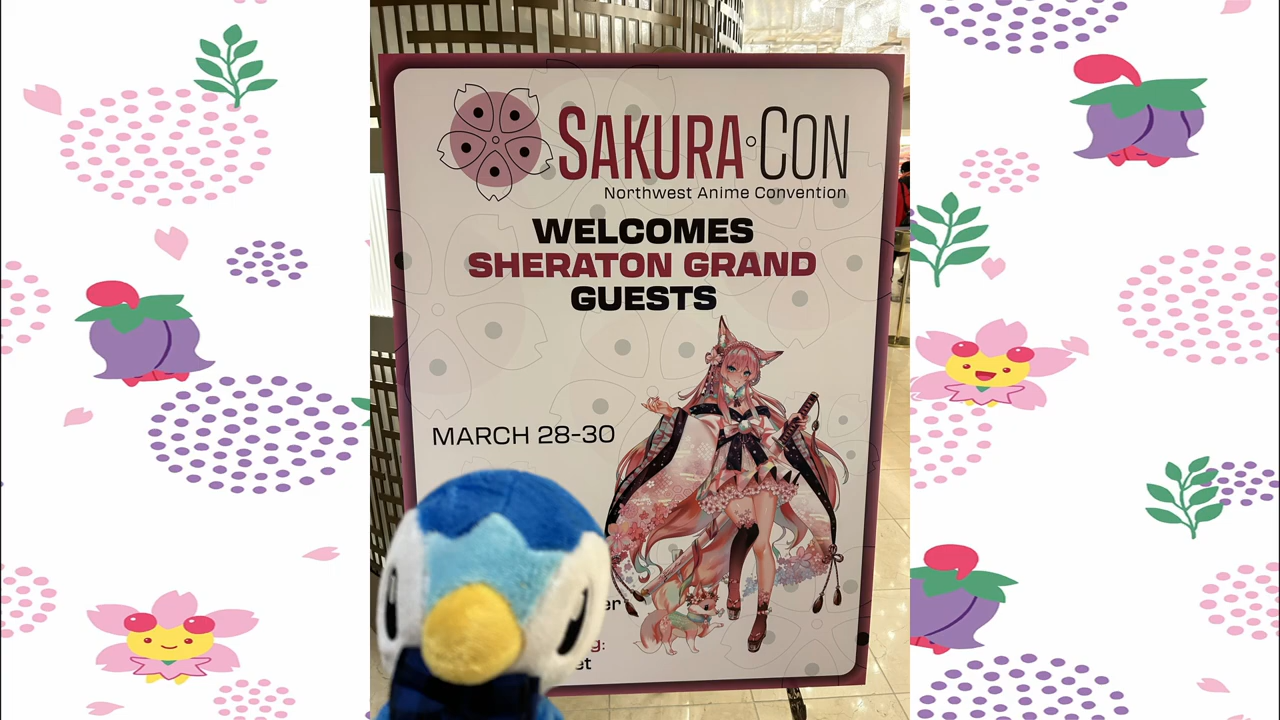 SAKURA·CON
Northwest Anime Convention
WELCOMES
SHERATON GRAND
GUESTS
MARCH 28-30